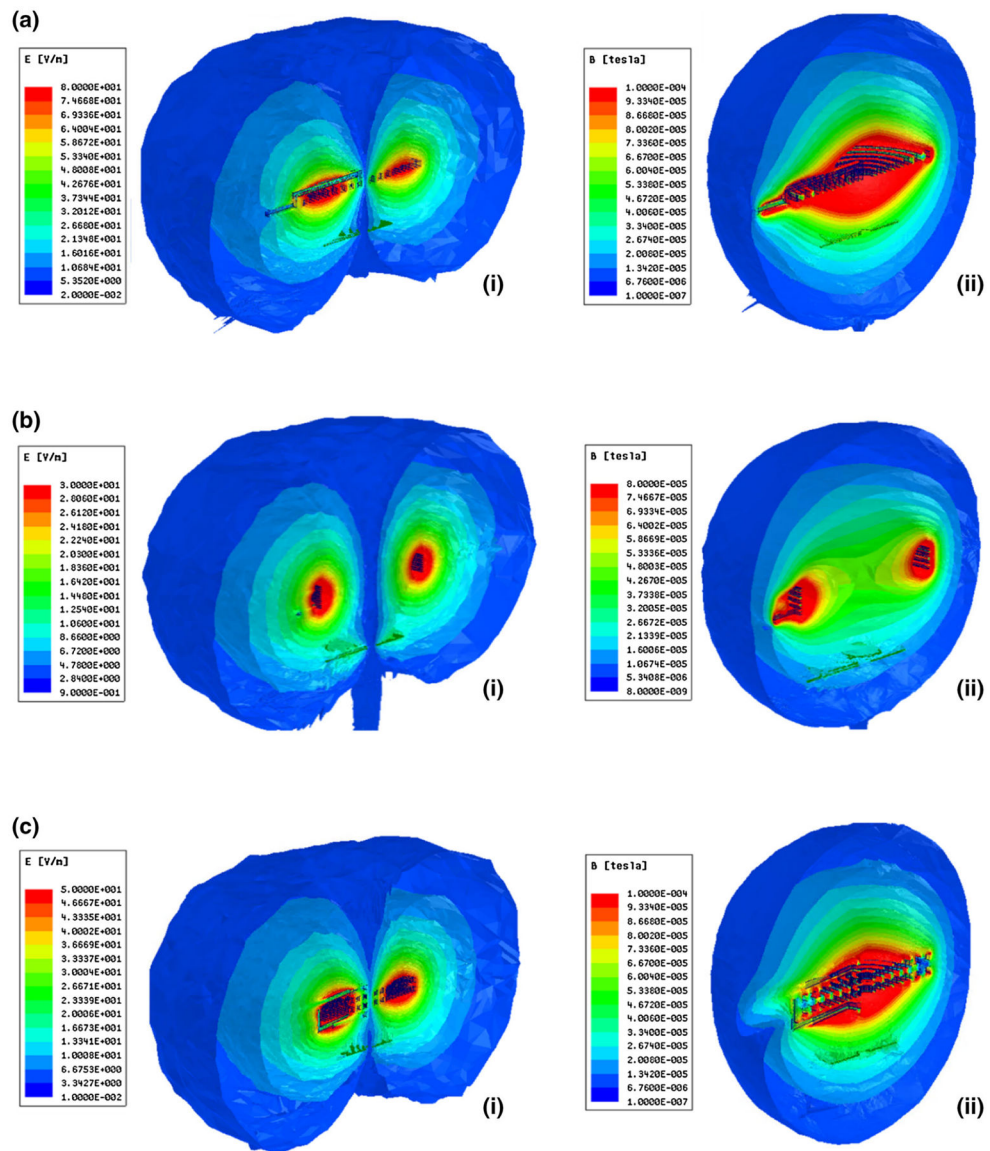 (a)
E [V/m]
8.0000E+001
7.4668E+001
6.9336E+001
6.4004E+001
5.8672E+001
5.3340E+001
4.8008E+001
4.2676E+001
3.7344E+001
3.2012E+001
2.6680E+001
2.1348E+001
1.6016E+001
1.0684E+001
5.3520E+000
2.0000E-002
(i)
B [tesla]
1.0000E-004
9.3340E-005
8.6680E-005
8.0020E-005
7.3360E-005
6.6700E-005
6.0040E-005
5.3380E-005
4.6720E-005
4.0060E-005
3.3400E-005
2.6740E-005
2.0080E-005
1.3420E-005
6.7600E-006
1.0000E-007
(ii)
(b)
E [V/m]
3.0000E+001
2.8060E+001
2.6120E+001
2.4180E+001
2.2240E+001
2.0300E+001
1.8360E+001
1.6420E+001
1.4480E+001
1.2540E+001
1.0600E+001
8.6600E+000
6.7200E+000
4.7800E+000
2.8400E+000
9.0000E-001
(i)
B [tesla]
8.0000E-005
7.4667E-005
6.9334E-005
6.4002E-005
5.8669E-005
5.3336E-005
4.8003E-005
4.2670E-005
3.7338E-005
3.2005E-005
2.6672E-005
2.1339E-005
1.6006E-005
1.0674E-005
5.3408E-006
8.0000E-009
(ii)
(c)
E [V/m]
5.0000E+001
4.6667E+001
4.3335E+001
4.0002E+001
3.6669E+001
3.3337E+001
3.0004E+001
2.6671E+001
2.3339E+001
2.0006E+001
1.6673E+001
1.3341E+001
1.0008E+001
6.6753E+000
3.3427E+000
1.0000E-002
(i)
B [tesla]
1.0000E-004
9.3340E-005
8.6680E-005
8.0020E-005
7.3360E-005
6.6700E-005
6.0040E-005
5.3380E-005
4.6720E-005
4.0060E-005
3.3400E-005
2.6740E-005
2.0080E-005
1.3420E-005
6.7600E-006
1.0000E-007
(ii)